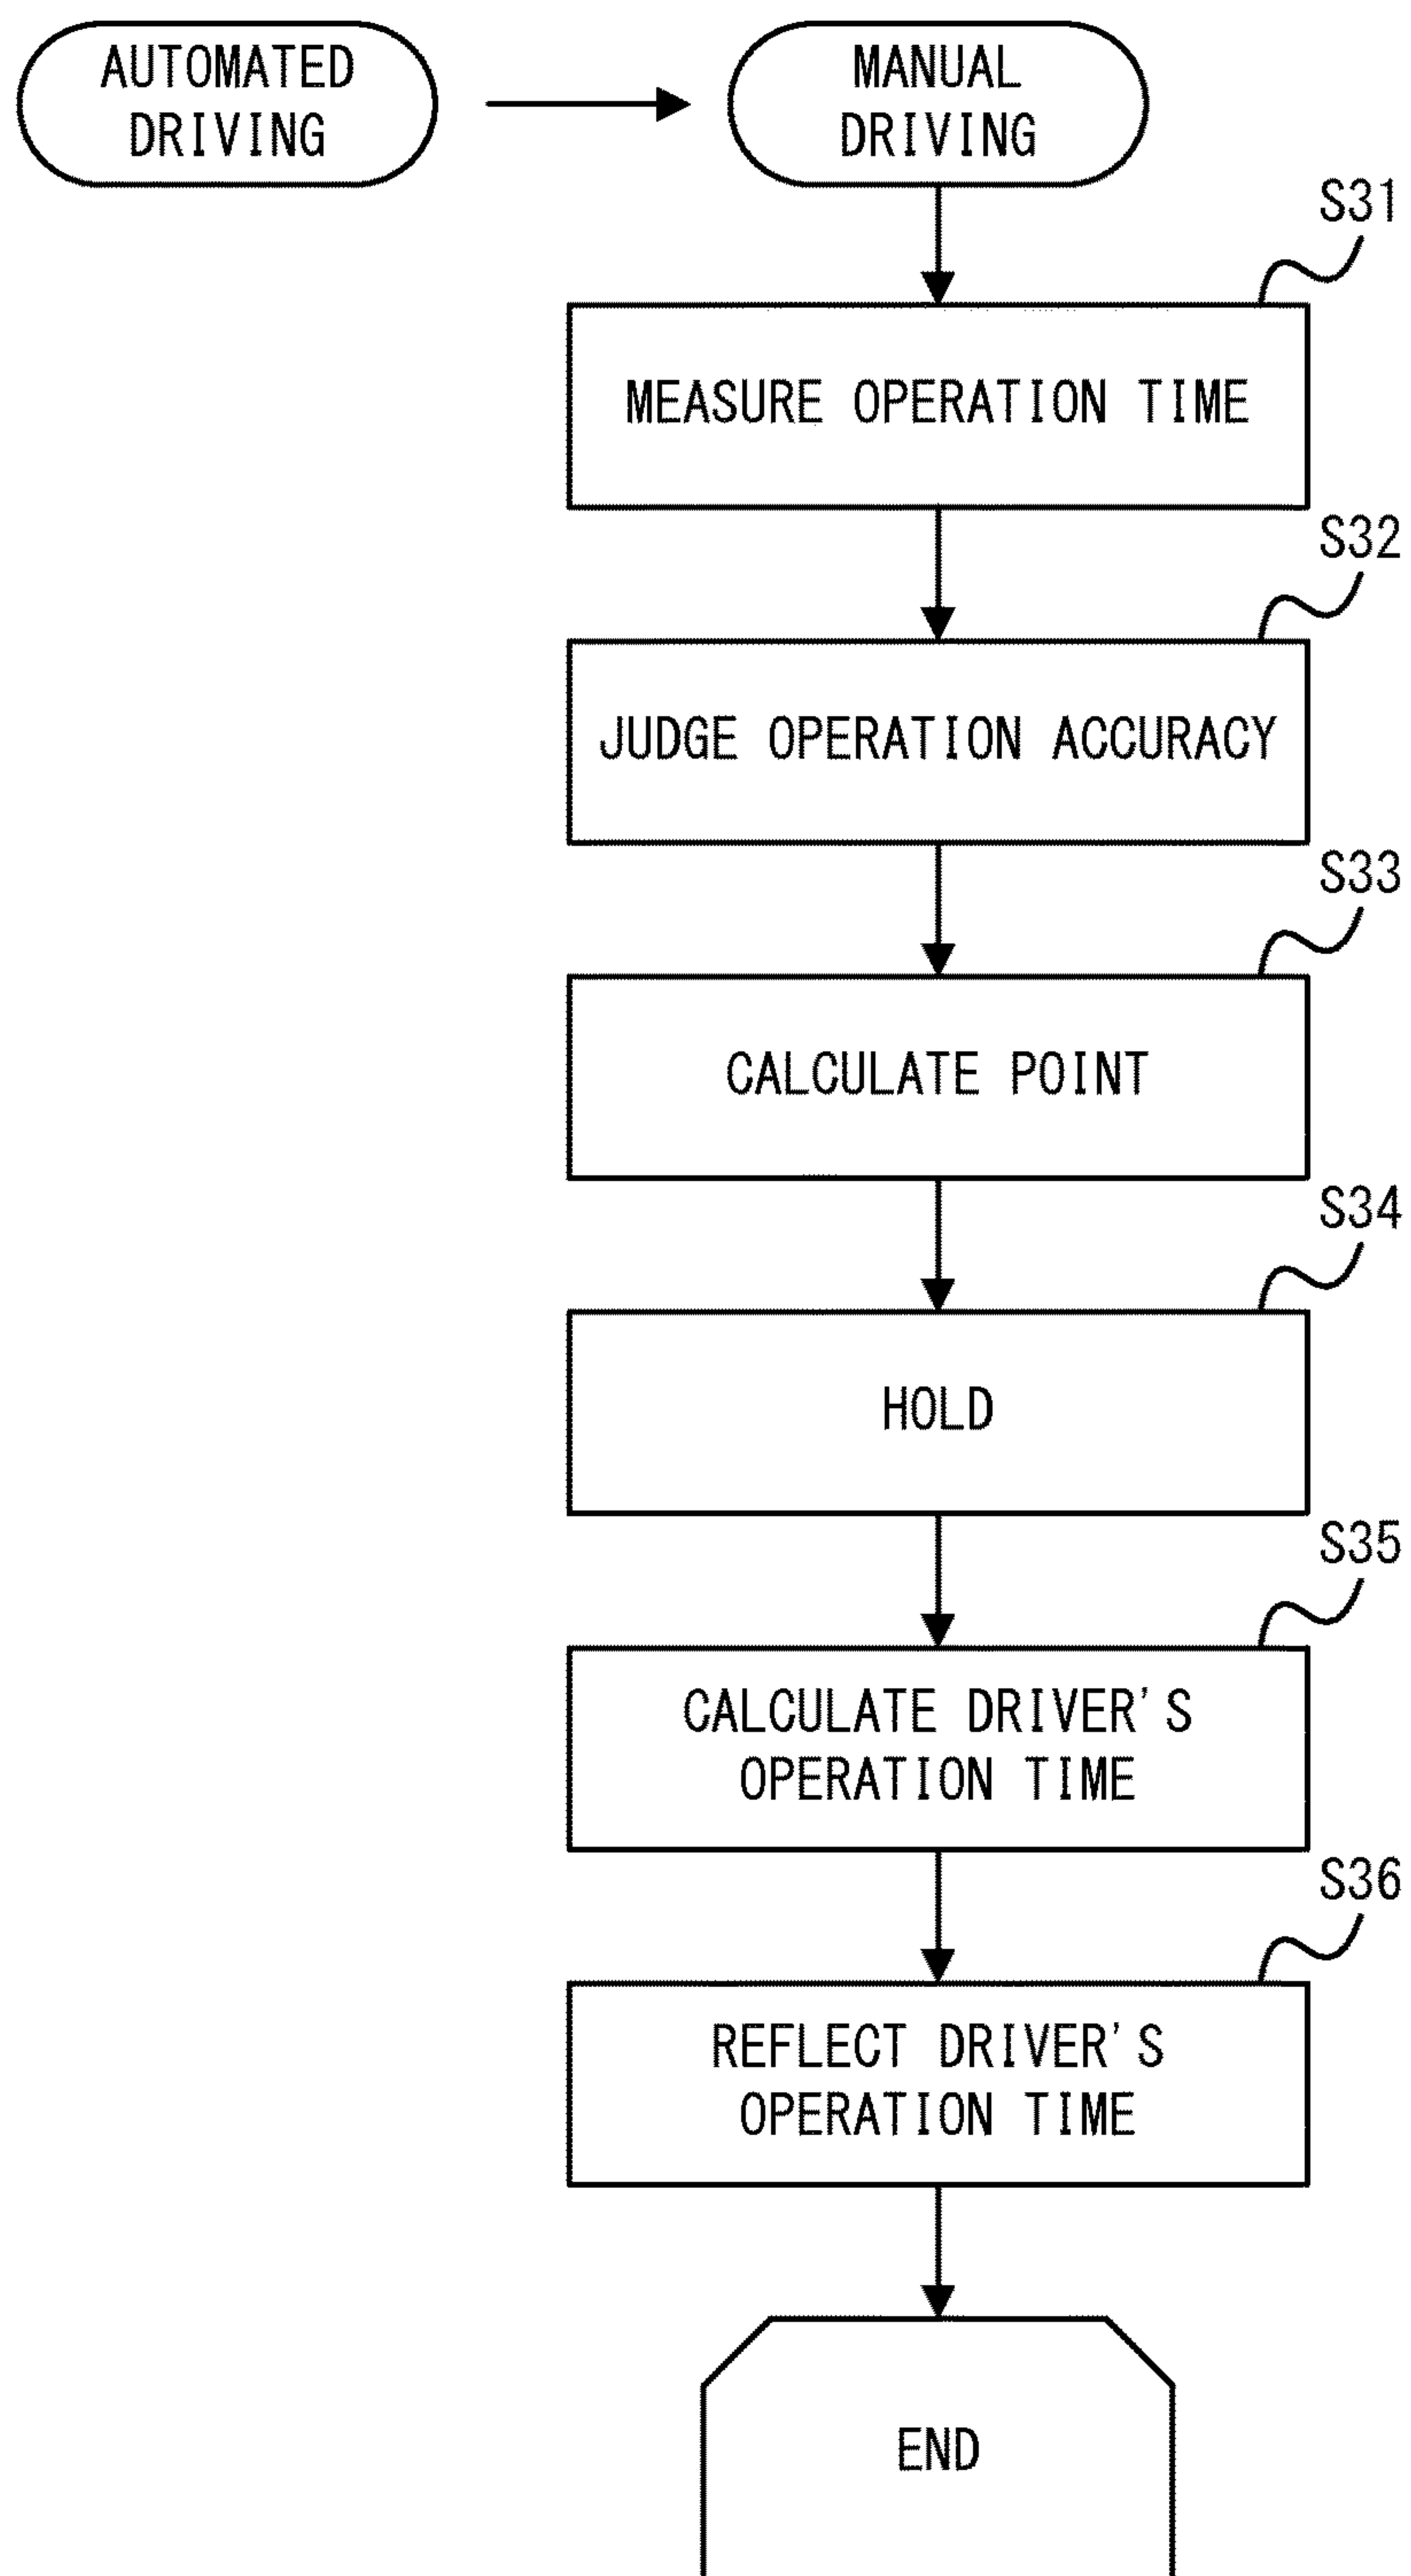 AUTOMATED
DRIVING
MANUAL
DRIVING
S31
MEASURE OPERATION TIME
S32
JUDGE OPERATION ACCURACY
S33
CALCULATE POINT
S34
HOLD
S35
CALCULATE DRIVER'S
OPERATION TIME
S36
REFLECT DRIVER'S
OPERATION TIME
END